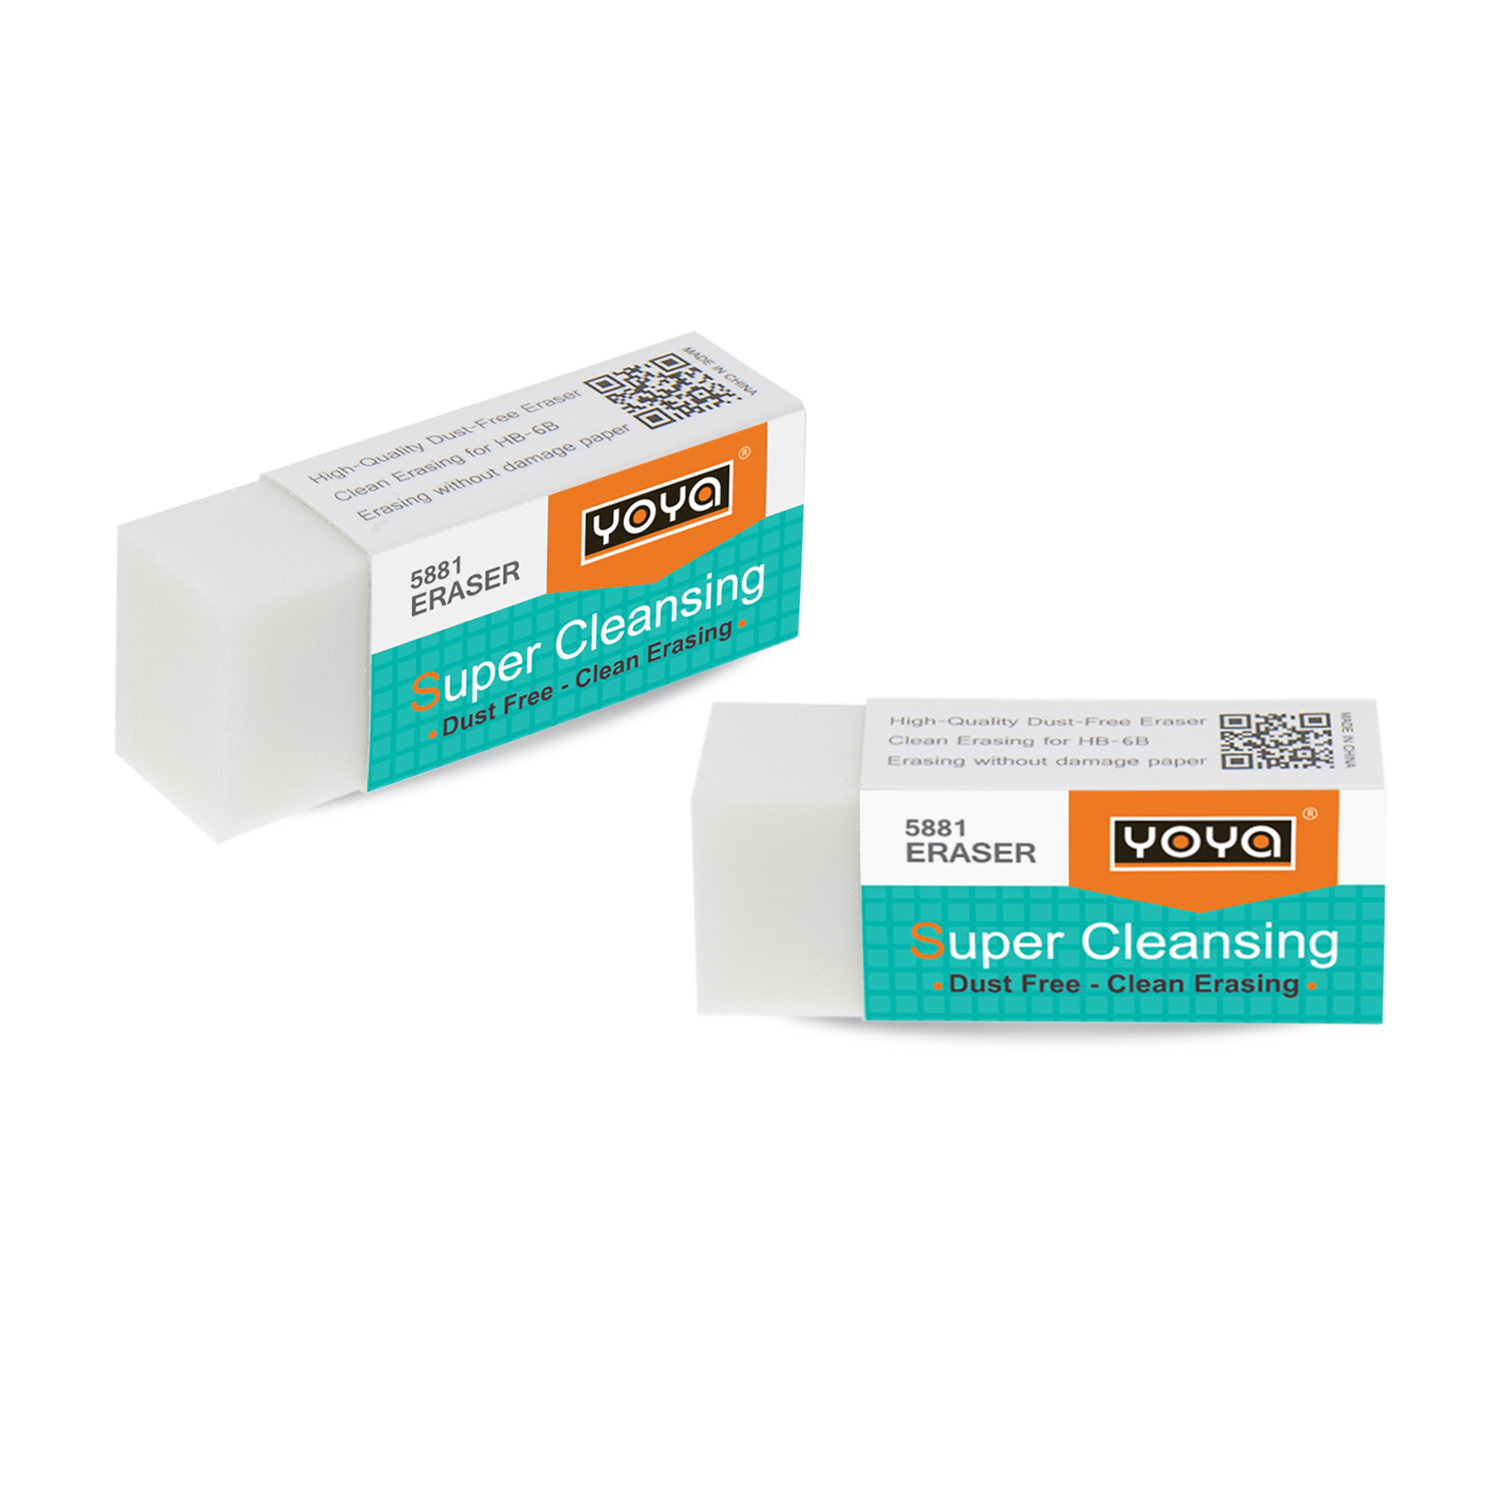 High-Quality Dust-Free Eraser
Clean Erasing for HB-6B
Erasing without damage paper
MADE IN CHINA
5881
ERASER
YOYA®
Super Cleansing
• Dust Free - Clean Erasing •
High-Quality Dust-Free Eraser
Clean Erasing for HB-6B
Erasing without damage paper
MADE IN CHINA
5881
ERASER
YOYA®
Super Cleansing
• Dust Free - Clean Erasing •